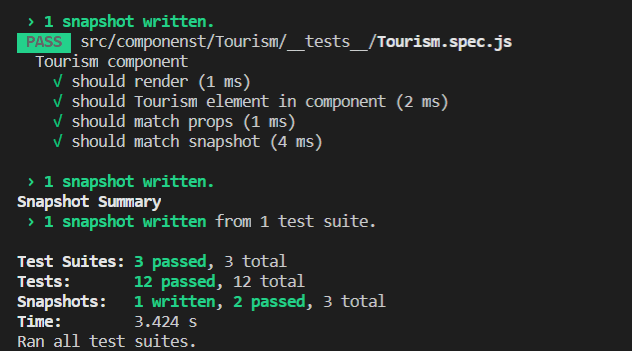 › 1 snapshot written.
PASS src/componenst/Tourism/__tests__/Tourism.spec.js
Tourism component
√ should render (1 ms)
√ should Tourism element in component (2 ms)
√ should match props (1 ms)
√ should match snapshot (4 ms)
› 1 snapshot written.
Snapshot Summary
› 1 snapshot written from 1 test suite.
Test Suites: 3 passed, 3 total
Tests: 12 passed, 12 total
Snapshots: 1 written, 2 passed, 3 total
Time: 3.424 s
Ran all test suites.